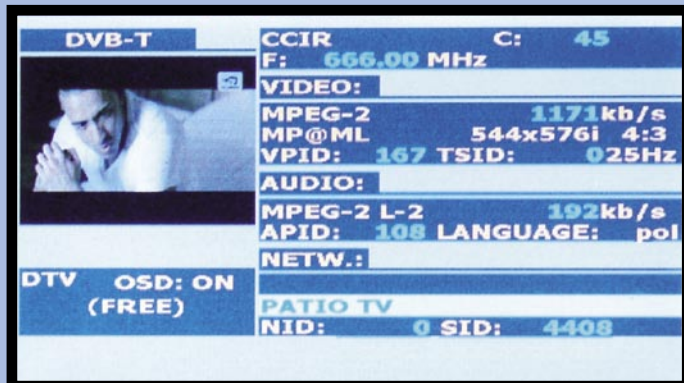 DVB-T
CCIR C: 45
F: 666.00 MHz
VIDEO:
MPEG-2 1171kb/s
MP@ML 544x576i 4:3
VPID: 167 TSID: 025Hz
AUDIO:
MPEG-2 L-2 192kb/s
APID: 108 LANGUAGE: pol
NETW.:
DTV OSD: ON
(FREE)
PATIO TV
NID: 0 SID: 4408